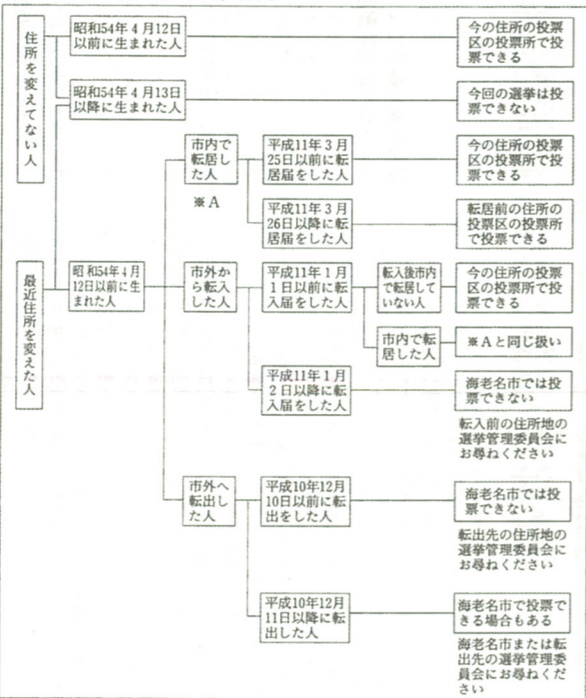 住所を変えてない人
昭和54年4月12日
以前に生まれた人
今の住所の投票
区の投票所で投
票できる
昭和54年4月13日
以降に生まれた人
今回の選挙は投
票できない
市内で
転居し
た人
※A
平成11年3月
25日以前に転
居届をした人
今の住所の投票
区の投票所で投
票できる
平成11年3月
26日以降に転
居届をした人
転居前の住所の
投票区の投票所
で投票できる
最近住所を変えた人
昭和54年4月
12日以前に生
まれた人
市外か
ら転入
した人
平成11年1月
1日以前に転
入届をした人
転入後市内
で転居して
いない人
今の住所の投票
区の投票所で投
票できる
市内で転
居した人
※Aと同じ扱い
平成11年1月
2日以降に転
入届をした人
海老名市では投
票できない
転入前の住所地の
選挙管理委員会に
お尋ねください
市外へ
転出し
た人
平成10年12月
10日以前に転
出をした人
海老名市では投
票できない
転出先の住所地の
選挙管理委員会に
お尋ねください
平成10年12月
11日以降に転
出した人
海老名市で投票で
きる場合もある
海老名市または転
出先の選挙管理委
員会にお尋ねくだ
さい